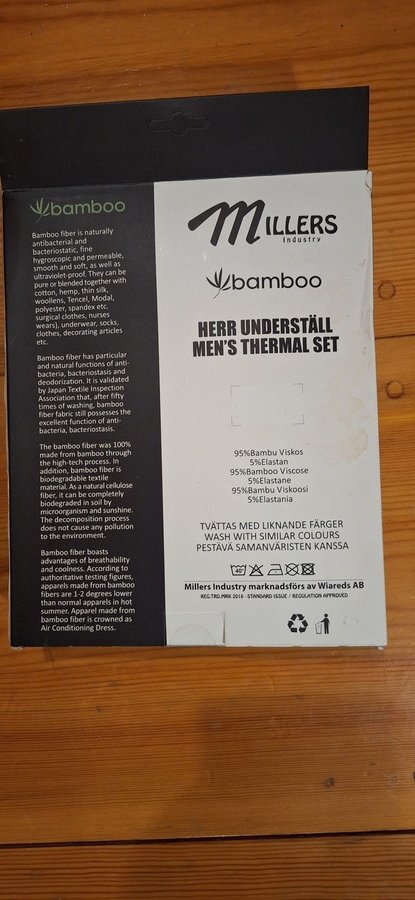 bamboo
Bamboo fiber is naturally
antibacterial and
bacteriostatic, fine
hygroscopic and permeable,
smooth and soft, as well as
ultraviolet-proof. They can be
pure or blended together with
cotton, hemp, thin silk,
woollens, Tencel, Modal,
polyester, spandex etc.
surgical clothes, nurses
wears), underwear, socks,
clothes, decorating articles
etc.
Bamboo fiber has particular
and natural functions of anti-
bacteria, bacteriostasis and
deodorization. It is validated
by Japan Textile Inspection
Association that, after fifty
times of washing, bamboo
fiber fabric still possesses the
excellent function of anti-
bacteria, bacteriostasis.
The bamboo fiber was 100%
made from bamboo through
the high-tech process. In
addition, bamboo fiber is
biodegradable textile
material. As a natural cellulose
fiber, it can be completely
biodegraded in soil by
microorganism and sunshine.
The decomposition process
does not cause any pollution
to the environment.
Bamboo fiber boasts
advantages of breathability
and coolness. According to
authoritative testing figures,
apparels made from bamboo
fibers are 1-2 degrees lower
than normal apparels in hot
summer. Apparel made from
bamboo fiber is crowned as
Air Conditioning Dress.
MILLERS
Industry
bamboo
HERR UNDERSTÄLL
MEN'S THERMAL SET
95%Bambu Viskos
5%Elastan
95%Bamboo Viscose
5%Elastane
95%Bambu Viskoosi
5%Elastania
TVÄTTAS MED LIKNANDE FÄRGER
WASH WITH SIMILAR COLOURS
PESTÄVÄ SAMANVÄRISTEN KANSSA
Millers Industry marknadsförs av Wiareds AB
REG.TRD.MRK 2016 - STANDARD ISSUE / REGULATION APPROVED